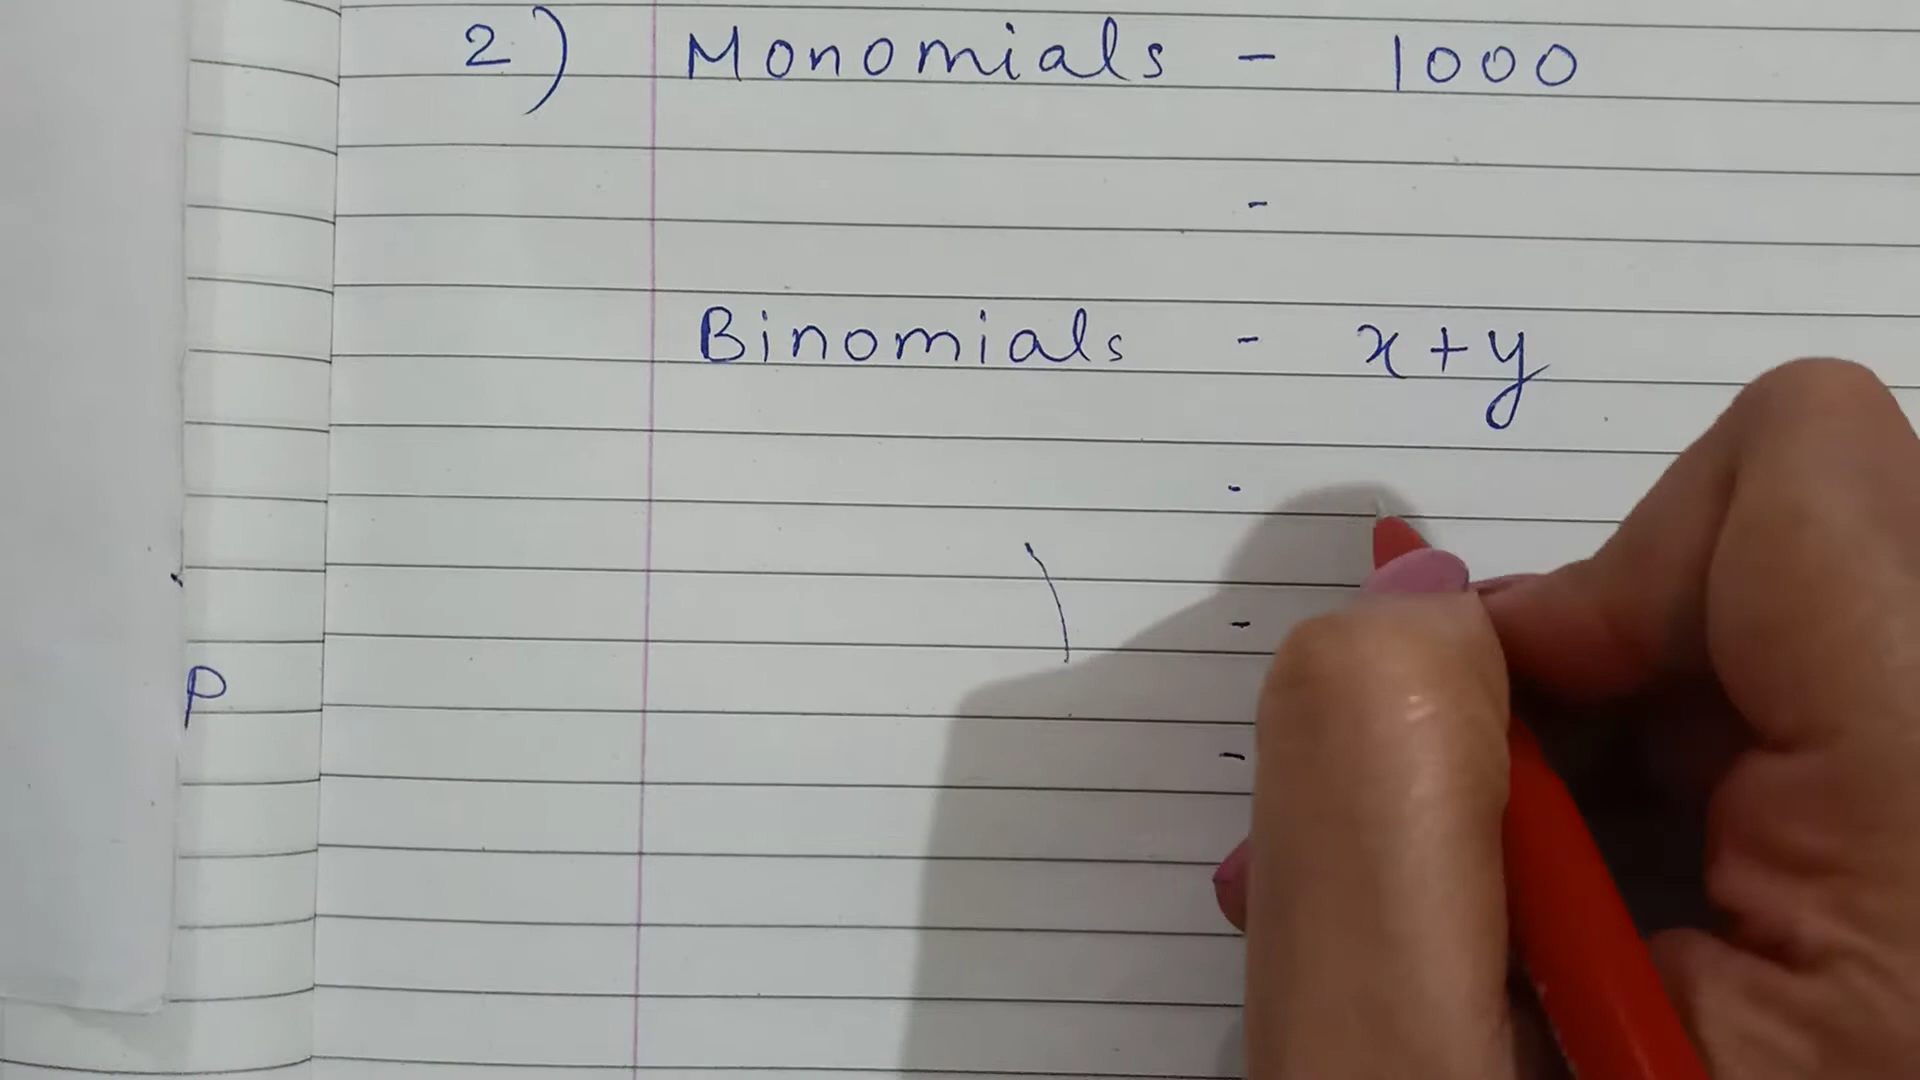 2) Monomials - 1000
-
Binomials - x+y
-
)
-
P
-